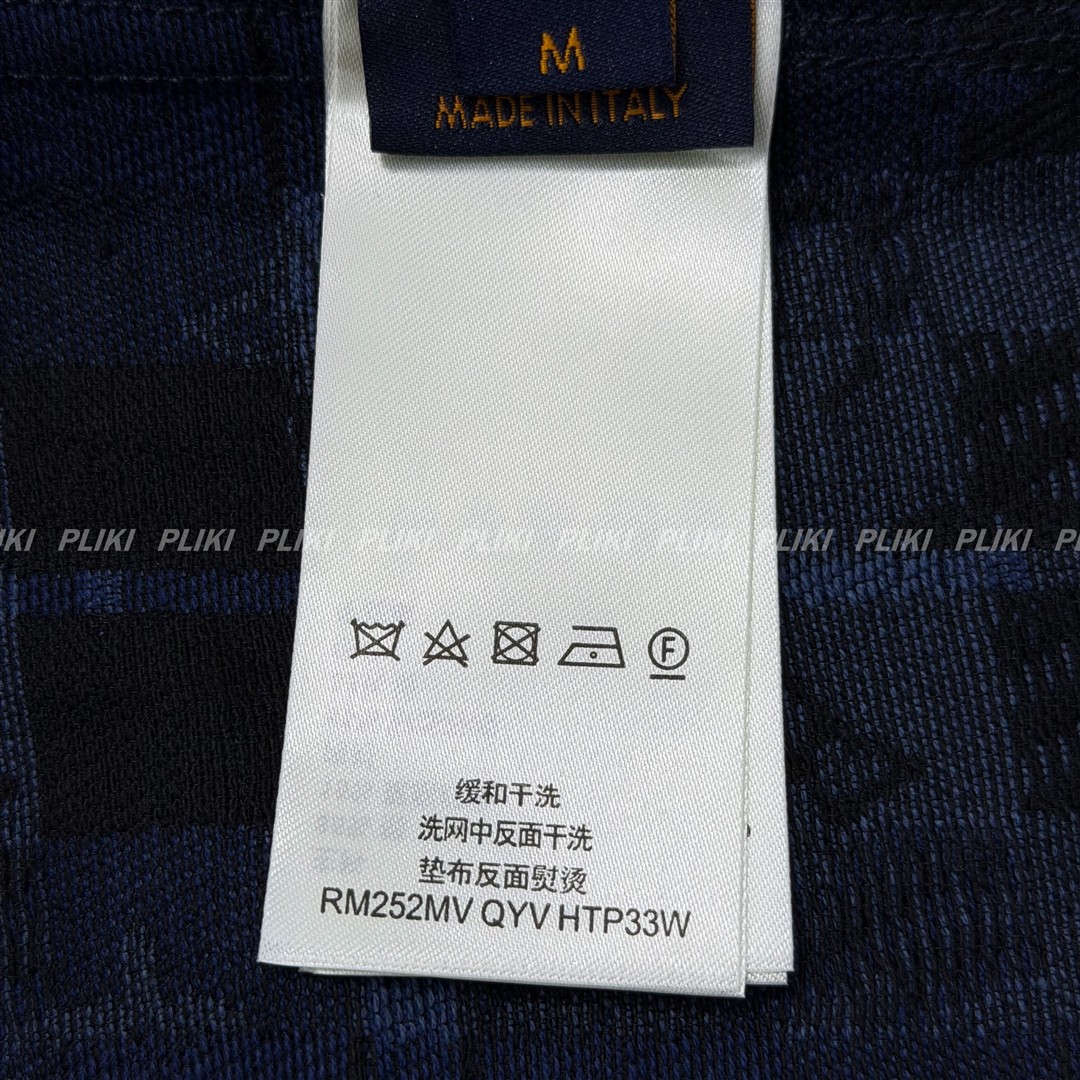 M
MADE IN ITALY
PLIKI PLIKI PLIKI PLIKI PLIKI PLIKI PLIKI PLIKI PLIKI PLIKI
F
缓和干洗
洗网中反面干洗
垫布反面熨烫
RM252MV QYV HTP33W